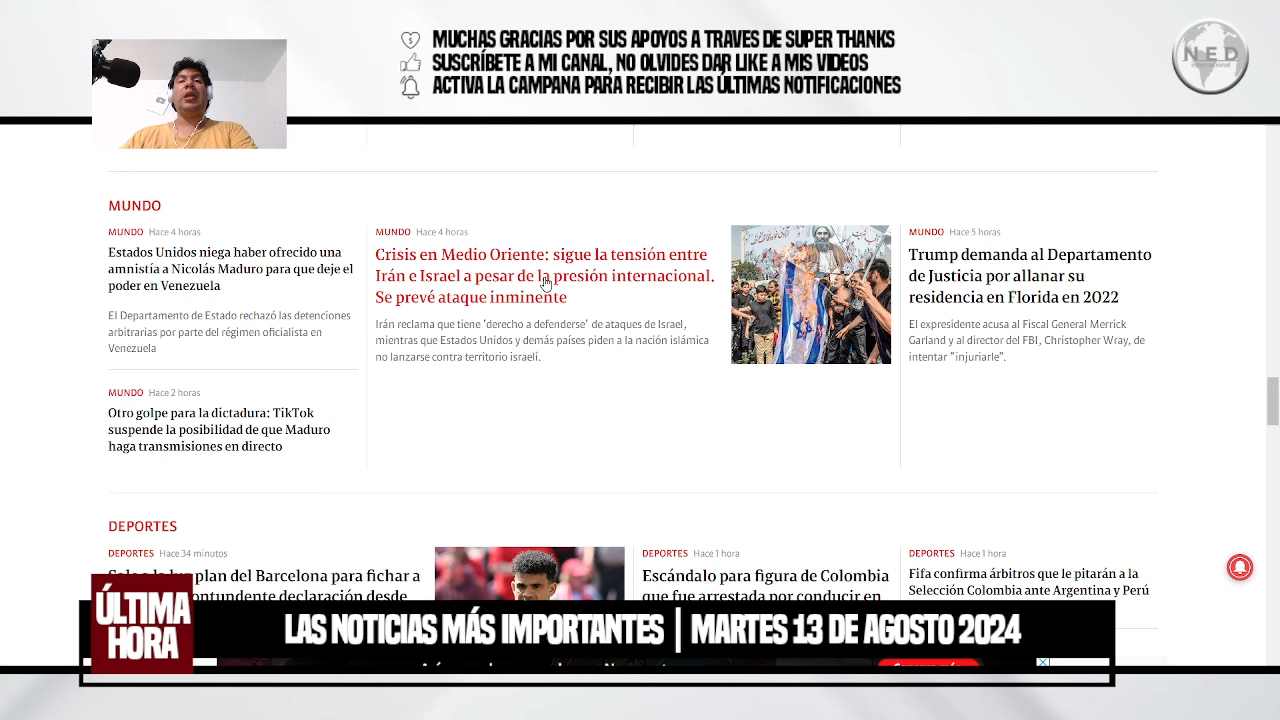 MUCHAS GRACIAS POR SUS APOYOS A TRAVES DE SUPER THANKS
SUSCRÍBETE A MI CANAL, NO OLVIDES DAR LIKE A MIS VIDEOS
ACTIVA LA CAMPANA PARA RECIBIR LAS ÚLTIMAS NOTIFICACIONES
N.E.D
international
MUNDO
MUNDO Hace 4 horas
Estados Unidos niega haber ofrecido una
amnistía a Nicolás Maduro para que deje el
poder en Venezuela
El Departamento de Estado rechazó las detenciones
arbitrarias por parte del régimen oficialista en
Venezuela
MUNDO Hace 2 horas
Otro golpe para la dictadura: TikTok
suspende la posibilidad de que Maduro
haga transmisiones en directo
MUNDO Hace 4 horas
Crisis en Medio Oriente: sigue la tensión entre
Irán e Israel a pesar de la presión internacional.
Se prevé ataque inminente
Irán reclama que tiene 'derecho a defenderse' de ataques de Israel,
mientras que Estados Unidos y demás países piden a la nación islámica
no lanzarse contra territorio israelí.
MUNDO Hace 5 horas
Trump demanda al Departamento
de Justicia por allanar su
residencia en Florida en 2022
El expresidente acusa al Fiscal General Merrick
Garland y al director del FBI, Christopher Wray, de
intentar "injuriarle".
DEPORTES
DEPORTES Hace 34 minutos
plan del Barcelona para fichar a
contundente declaración desde
DEPORTES Hace 1 hora
Escándalo para figura de Colombia
que fue arrestada por conducir en
DEPORTES Hace 1 hora
Fifa confirma árbitros que le pitarán a la
Selección Colombia ante Argentina y Perú
ÚLTIMA
HORA
LAS NOTICIAS MÁS IMPORTANTES | MARTES 13 DE AGOSTO 2024